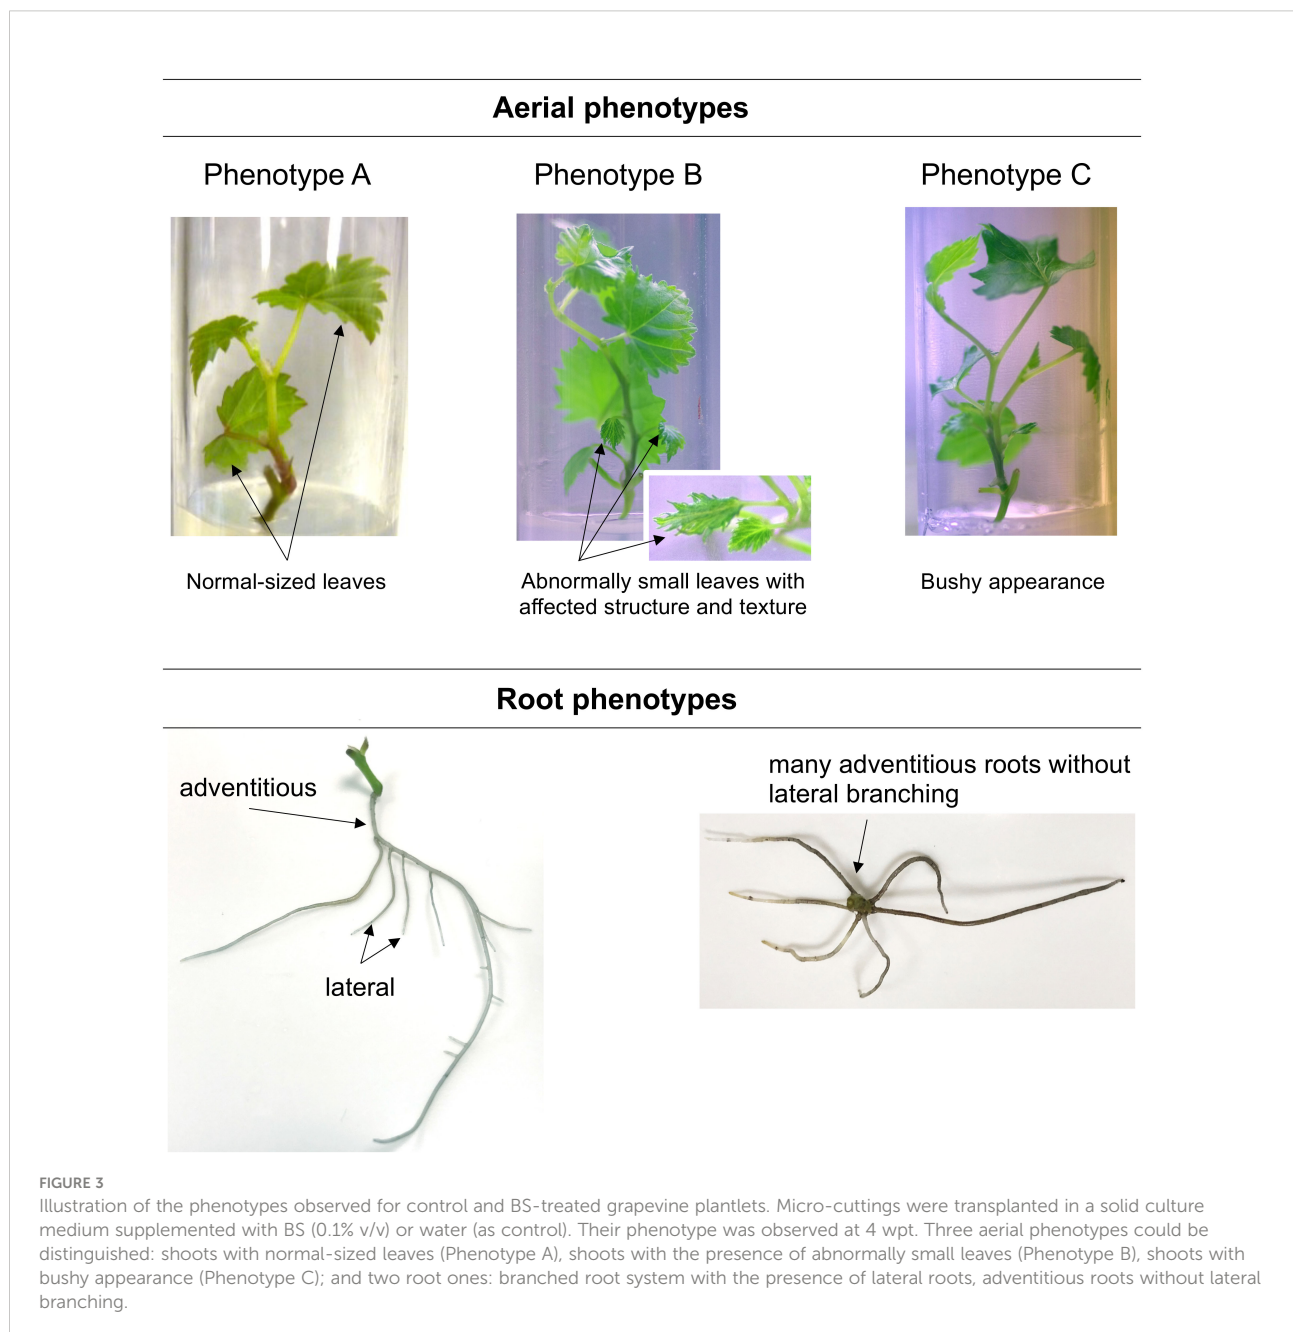 Aerial phenotypes
Phenotype A
Phenotype B
Phenotype C
Normal-sized leaves
Abnormally small leaves with
affected structure and texture
Bushy appearance
Root phenotypes
adventitious
lateral
many adventitious roots without
lateral branching
FIGURE 3
Illustration of the phenotypes observed for control and BS-treated grapevine plantlets. Micro-cuttings were transplanted in a solid culture
medium supplemented with BS (0.1% v/v) or water (as control). Their phenotype was observed at 4 wpt. Three aerial phenotypes could be
distinguished: shoots with normal-sized leaves (Phenotype A), shoots with the presence of abnormally small leaves (Phenotype B), shoots with
bushy appearance (Phenotype C); and two root ones: branched root system with the presence of lateral roots, adventitious roots without lateral
branching.